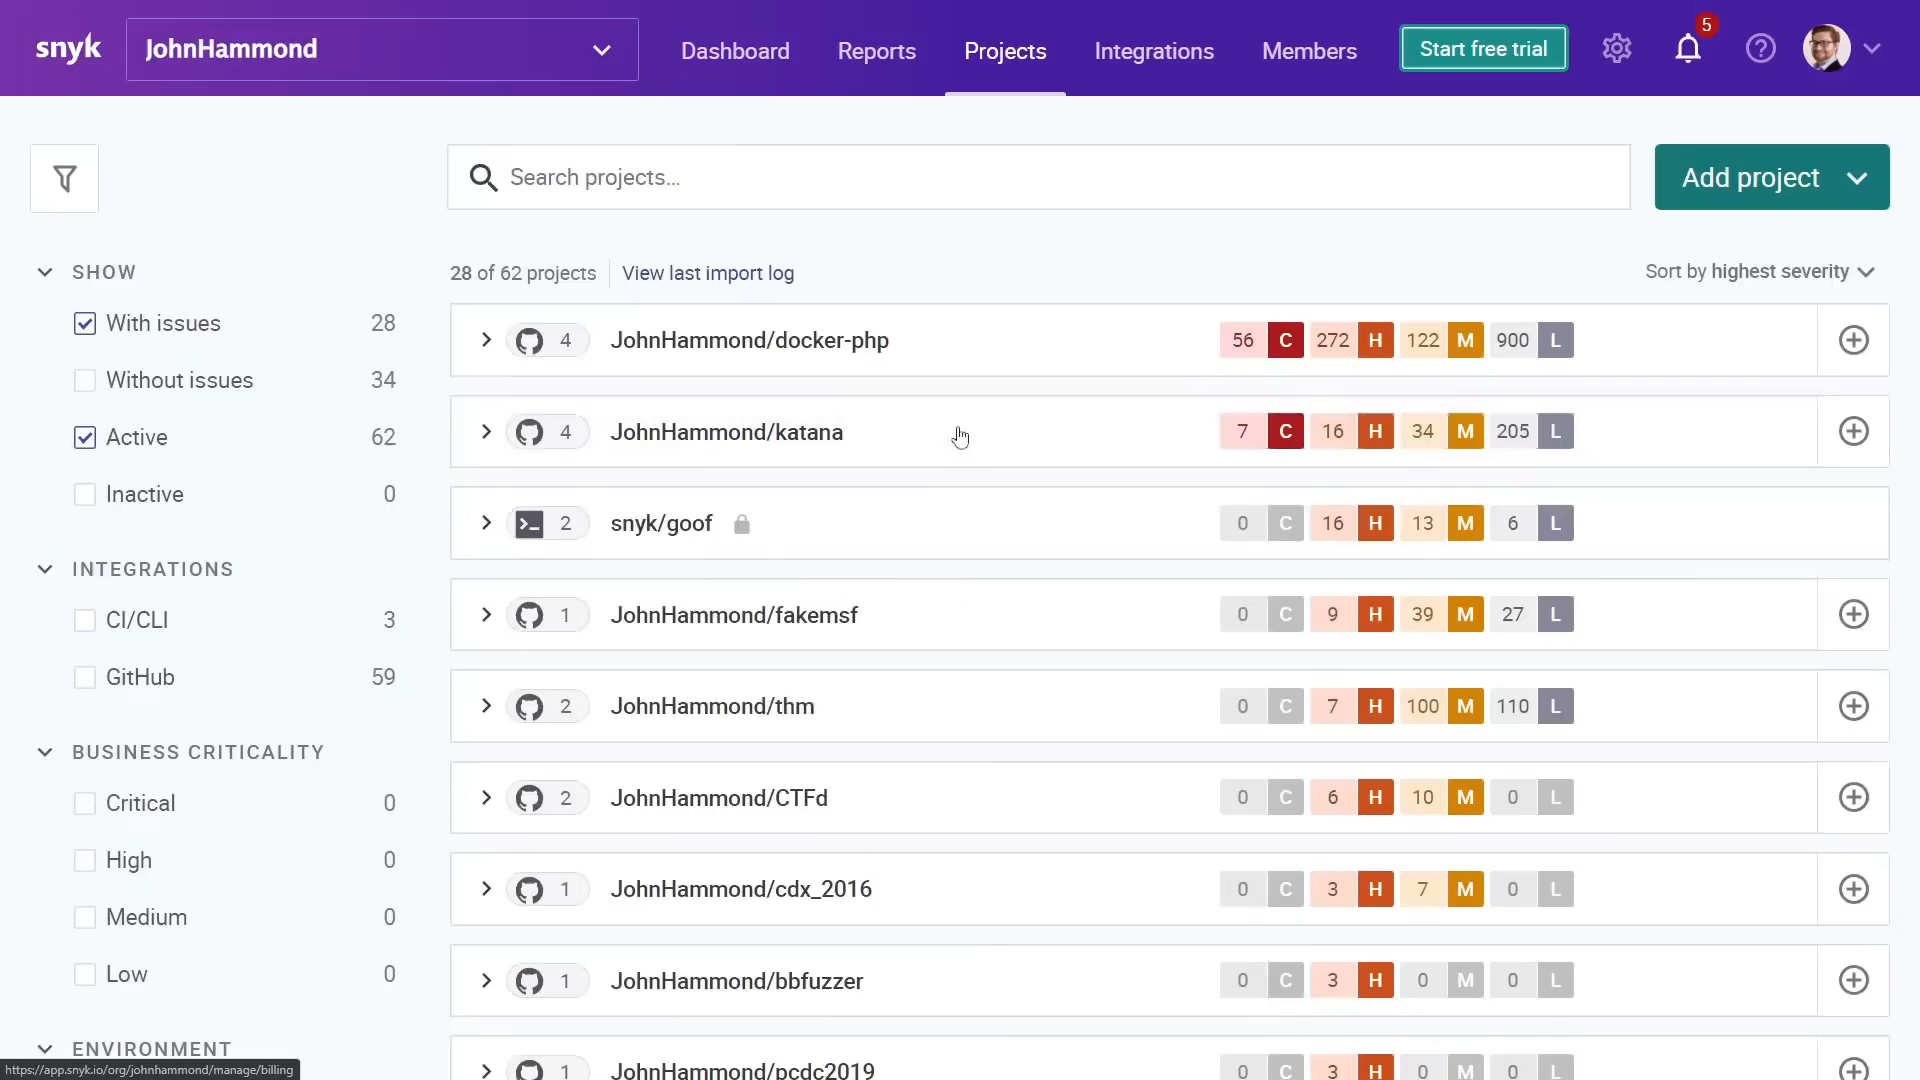 snyk JohnHammond Dashboard Reports Projects Integrations Members Start free trial 5
Search projects... Add project
28 of 62 projects View last import log Sort by highest severity
SHOW
With issues 28
Without issues 34
Active 62
Inactive 0
INTEGRATIONS
CI/CLI 3
GitHub 59
BUSINESS CRITICALITY
Critical 0
High 0
Medium 0
Low 0
ENVIRONMENT
4 JohnHammond/docker-php 56 C 272 H 122 M 900 L
4 JohnHammond/katana 7 C 16 H 34 M 205 L
2 snyk/goof 0 C 16 H 13 M 6 L
1 JohnHammond/fakemsf 0 C 9 H 39 M 27 L
2 JohnHammond/thm 0 C 7 H 100 M 110 L
2 JohnHammond/CTFd 0 C 6 H 10 M 0 L
1 JohnHammond/cdx_2016 0 C 3 H 7 M 0 L
1 JohnHammond/bbfuzzer 0 C 3 H 0 M 0 L
1 JohnHammond/pcdc2019 0 C 3 H 0 M 0 L
https://app.snyk.io/org/johnhammond/manage/billing